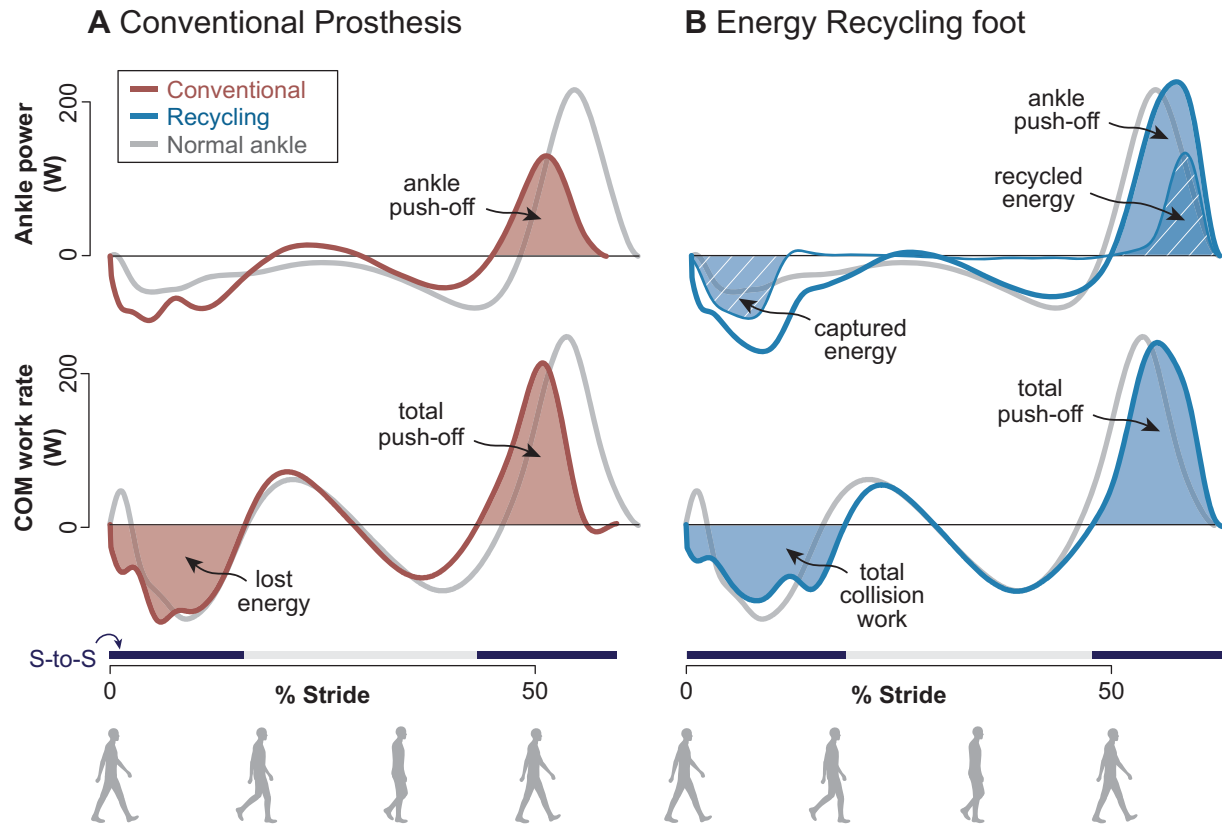 A Conventional Prosthesis
B Energy Recycling foot
Conventional
Recycling
Normal ankle
Ankle power
(W)
200
0
ankle
push-off
ankle
push-off
recycled
energy
captured
energy
COM work rate
(W)
200
0
total
push-off
lost
energy
total
push-off
total
collision
work
S-to-S
0
% Stride
50
0
% Stride
50